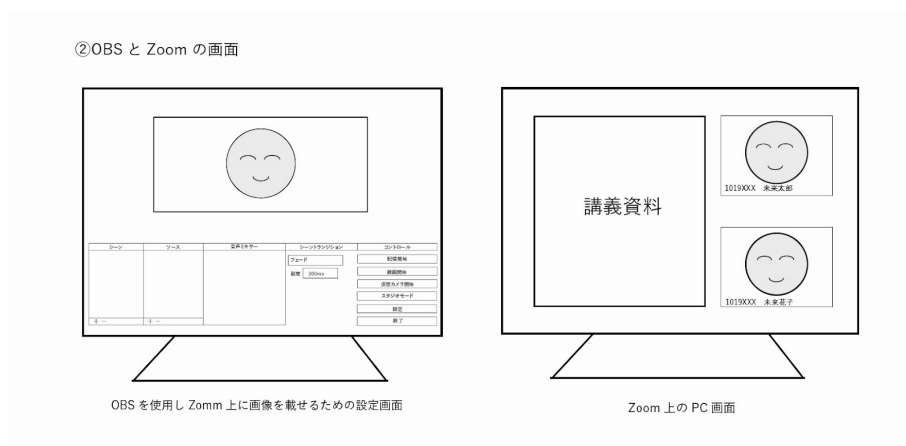 ②OBS と Zoom の画面
シーン
ソース
音声ミキサー
シーントランジション
コントロール
フェード
期間 300ms
配信開始
録画開始
仮想カメラ開始
スタジオモード
設定
終了
＋ −
＋ −
OBS を使用し Zomm 上に画像を載せるための設定画面
講義資料
1019XXX 未来太郎
1019XXX 未来花子
Zoom 上の PC 画面